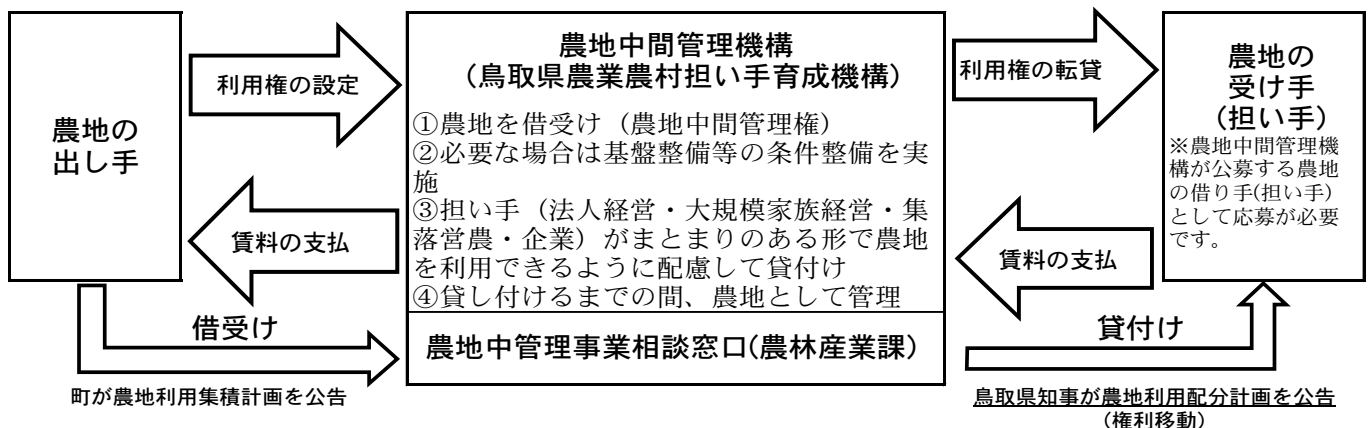 農地の
出し手
利用権の設定
賃料の支払
農地中間管理機構
(鳥取県農業農村担い手育成機構)
①農地を借受け(農地中間管理権)
②必要な場合は基盤整備等の条件整備を実
施
③担い手(法人経営・大規模家族経営・集
落営農・企業)がまとまりのある形で農地
を利用できるように配慮して貸付け
④貸し付けるまでの間、農地として管理
農地中管理事業相談窓口(農林産業課)
利用権の転貸
賃料の支払
農地の
受け手
(担い手)
※農地中間管理機
構が公募する農地
の借り手(担い手)
として応募が必要
です。
借受け
町が農地利用集積計画を公告
貸付け
鳥取県知事が農地利用配分計画を公告
(権利移動)